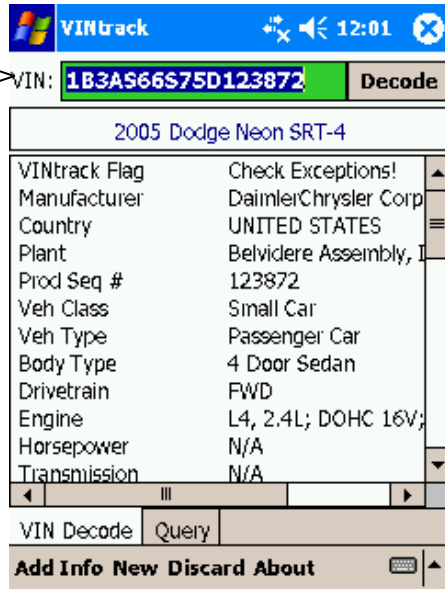 VINtrack 12:01
VIN: 1B3AS66S75D123872 Decode
2005 Dodge Neon SRT-4
VINtrack Flag Check Exceptions!
Manufacturer DaimlerChrysler Corp
Country UNITED STATES
Plant Belvidere Assembly, I
Prod Seq # 123872
Veh Class Small Car
Veh Type Passenger Car
Body Type 4 Door Sedan
Drivetrain FWD
Engine L4, 2.4L; DOHC 16V;
Horsepower N/A
Transmission N/A
VIN Decode Query
Add Info New Discard About